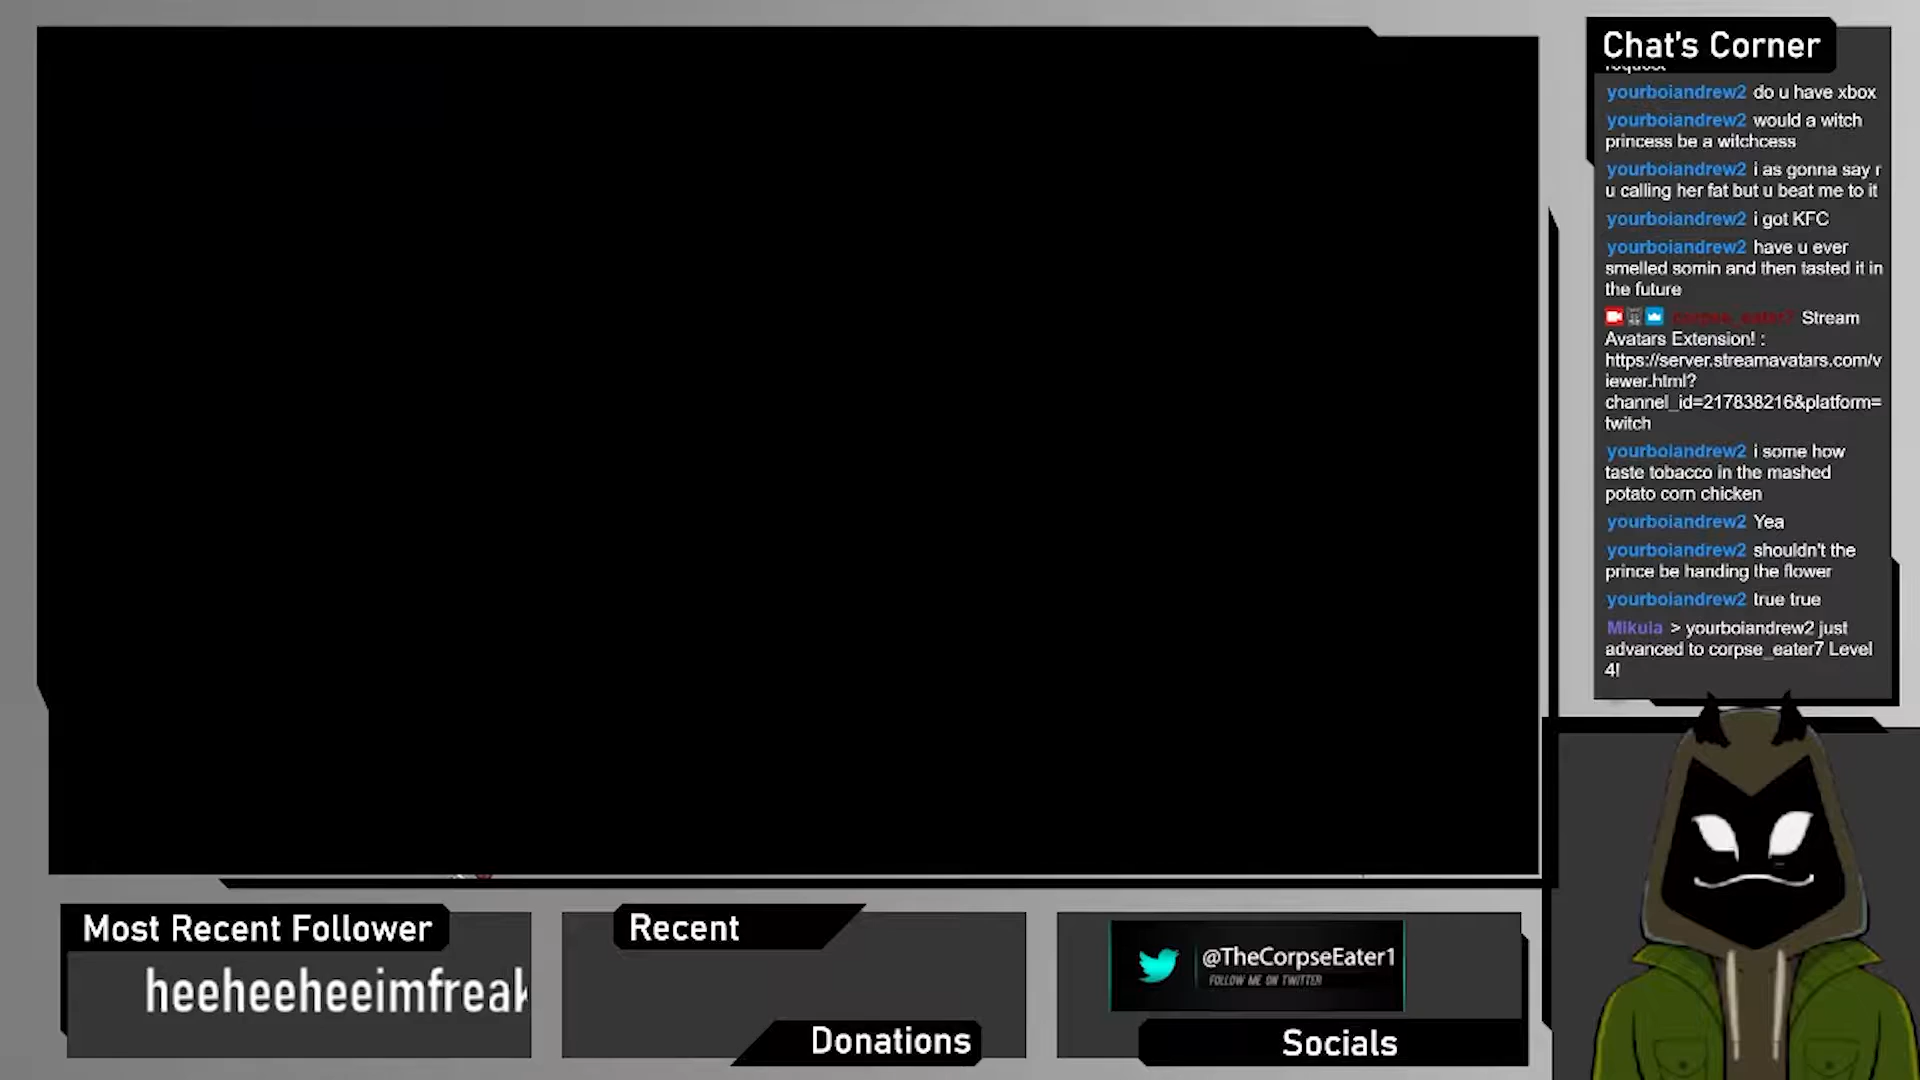 Chat's Corner
request
yourboiandrew2 do u have xbox
yourboiandrew2 would a witch
princess be a witchcess
yourboiandrew2 i as gonna say r
u calling her fat but u beat me to it
yourboiandrew2 i got KFC
yourboiandrew2 have u ever
smelled somin and then tasted it in
the future
corpse_eater7 Stream
Avatars Extension! :
https://server.streamavatars.com/v
iewer.html?
channel_id=217838216&platform=
twitch
yourboiandrew2 i some how
taste tobacco in the mashed
potato corn chicken
yourboiandrew2 Yea
yourboiandrew2 shouldn't the
prince be handing the flower
yourboiandrew2 true true
Mikuia > yourboiandrew2 just
advanced to corpse_eater7 Level
4!
Most Recent Follower
heeheeheeimfreak
Recent
Donations
@TheCorpseEater1
FOLLOW ME ON TWITTER
Socials